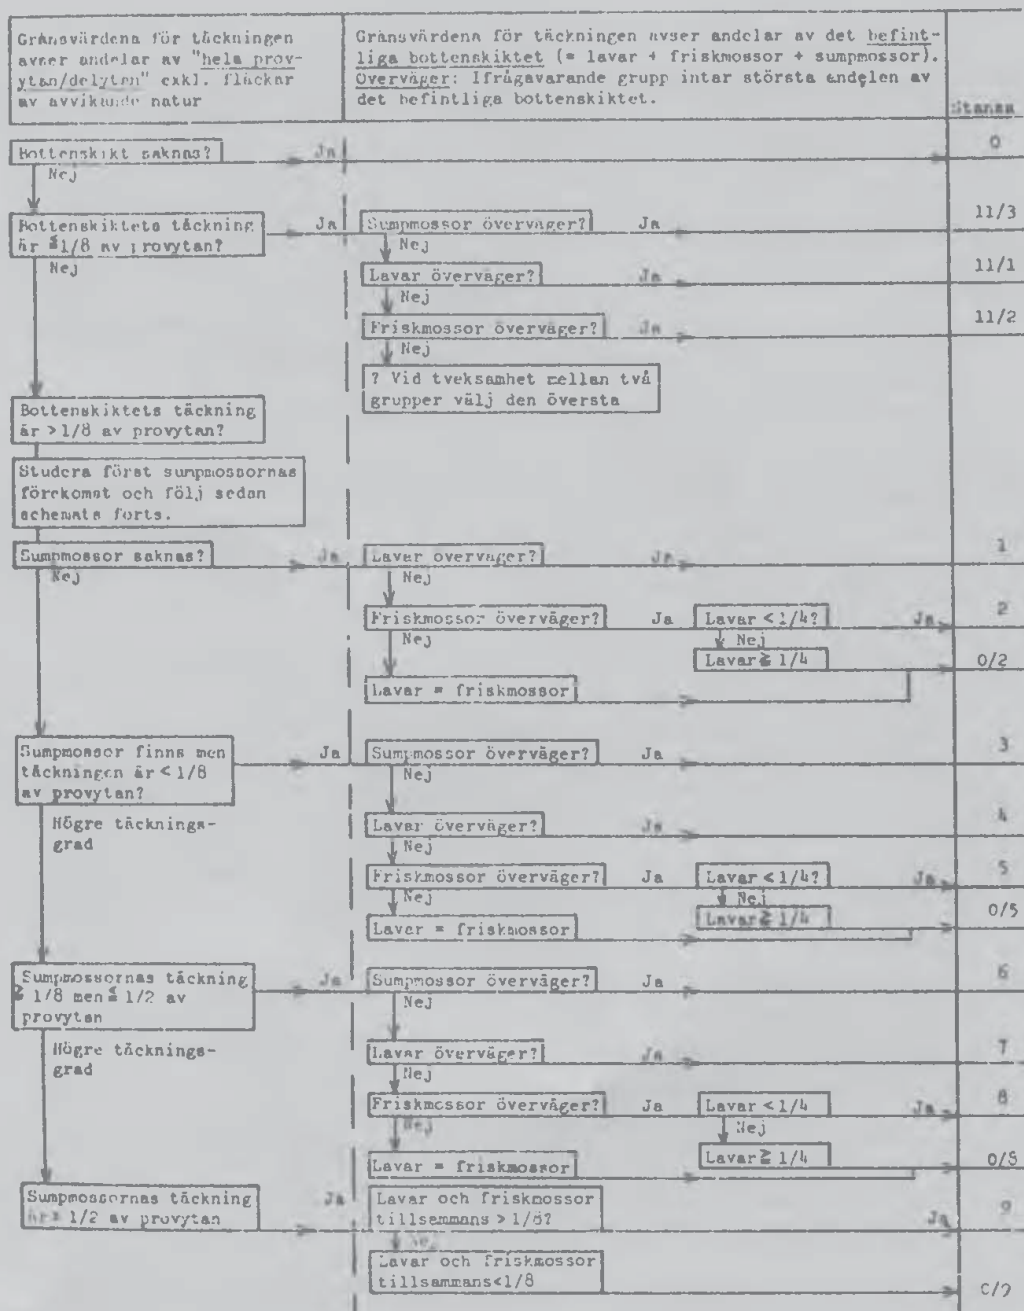 Gränsvärdena för täckningen
avser andelar av "hela prov-
ytan/delytan" exkl. fläckar
av avvikande natur
Gränsvärdena för täckningen avser andelar av det befint-
liga bottenskiktet (= lavar + friskmossor + sumpmossor).
Överväger: Ifrågavarande grupp intar största andelen av
det befintliga bottenskiktet.
Stansa
Bottenskikt saknas?
Ja
0
Nej
Bottenskiktets täckning
är ≦1/8 av provytan?
Ja
Sumpmossor överväger?
Ja
11/3
Nej
Nej
Lavar överväger?
Ja
11/1
Nej
Friskmossor överväger?
Ja
11/2
Nej
? Vid tveksamhet mellan två
grupper välj den översta
Bottenskiktets täckning
är >1/8 av provytan?
Studera först sumpmossornas
förekomst och följ sedan
schemats forts.
Sumpmossor saknas?
Ja
Lavar överväger?
Ja
1
Nej
Nej
Friskmossor överväger?
Ja
Lavar <1/4?
Ja
2
Nej
Nej
Lavar ≧ 1/4
0/2
Lavar = friskmossor
Sumpmossor finns men
täckningen är < 1/8
av provytan?
Ja
Sumpmossor överväger?
Ja
3
Nej
Högre täcknings-
grad
Lavar överväger?
Ja
4
Nej
Friskmossor överväger?
Ja
Lavar <1/4?
Ja
5
Nej
Nej
Lavar ≧ 1/4
0/5
Lavar = friskmossor
Sumpmossornas täckning
≧ 1/8 men ≦ 1/2 av
provytan
Ja
Sumpmossor överväger?
Ja
6
Nej
Högre täcknings-
grad
Lavar överväger?
Ja
7
Nej
Friskmossor överväger?
Ja
Lavar <1/4
Ja
8
Nej
Nej
Lavar ≧ 1/4
0/8
Lavar = friskmossor
Sumpmossornas täckning
är > 1/2 av provytan
Ja
Lavar och friskmossor
tillsammans > 1/8?
Ja
9
Nej
Lavar och friskmossor
tillsammans<1/8
0/9